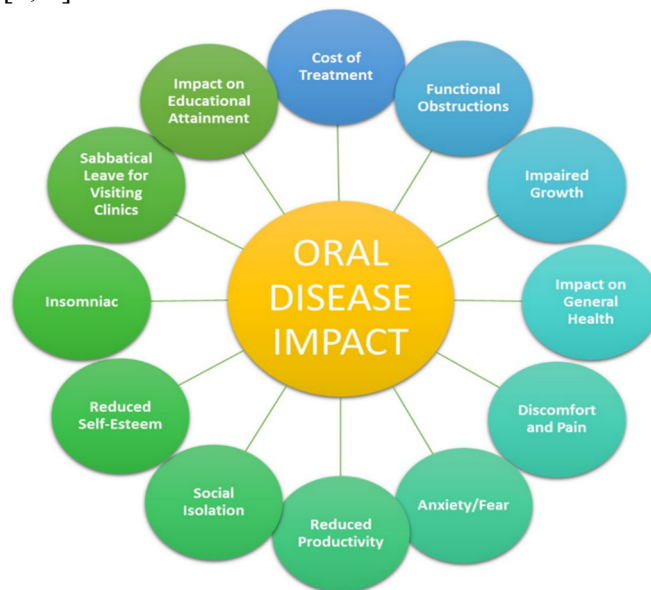 Cost of
Treatment
Functional
Obstructions
Impaired
Growth
Impact on
General
Health
Discomfort
and Pain
Anxiety/Fear
Reduced
Productivity
Social
Isolation
Reduced
Self-Esteem
Insomniac
Sabbatical
Leave for
Visiting
Clinics
Impact on
Educational
Attainment
ORAL
DISEASE
IMPACT